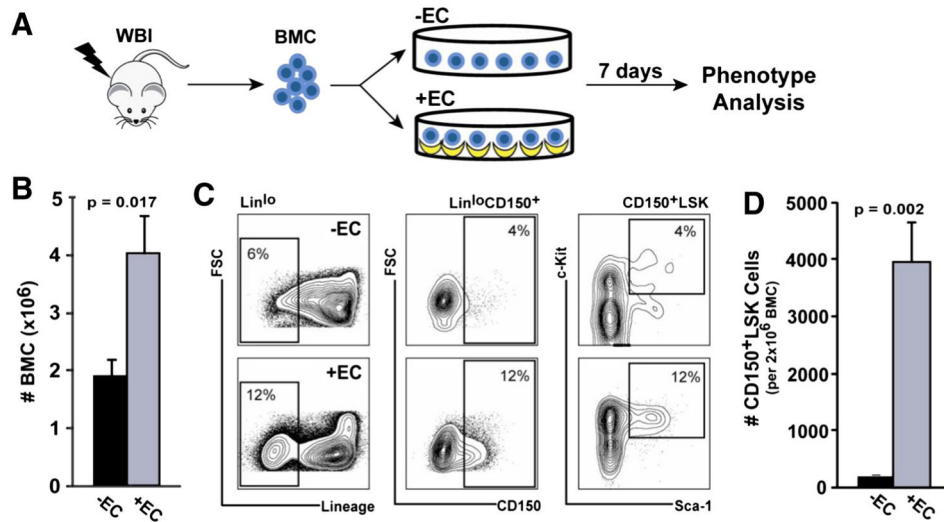 A
WBI
BMC
-EC
+EC
7 days
Phenotype
Analysis
B
p = 0.017
# BMC (x10⁶)
5
4
3
2
1
0
-EC
+EC
C
Lin^lo
Lin^loCD150⁺
CD150⁺LSK
FSC
-EC
6%
FSC
4%
c-Kit
4%
+EC
12%
12%
12%
Lineage
CD150
Sca-1
D
p = 0.002
# CD150⁺LSK Cells
(per 2x10⁶ BMC)
5000
4000
3000
2000
1000
0
-EC
+EC